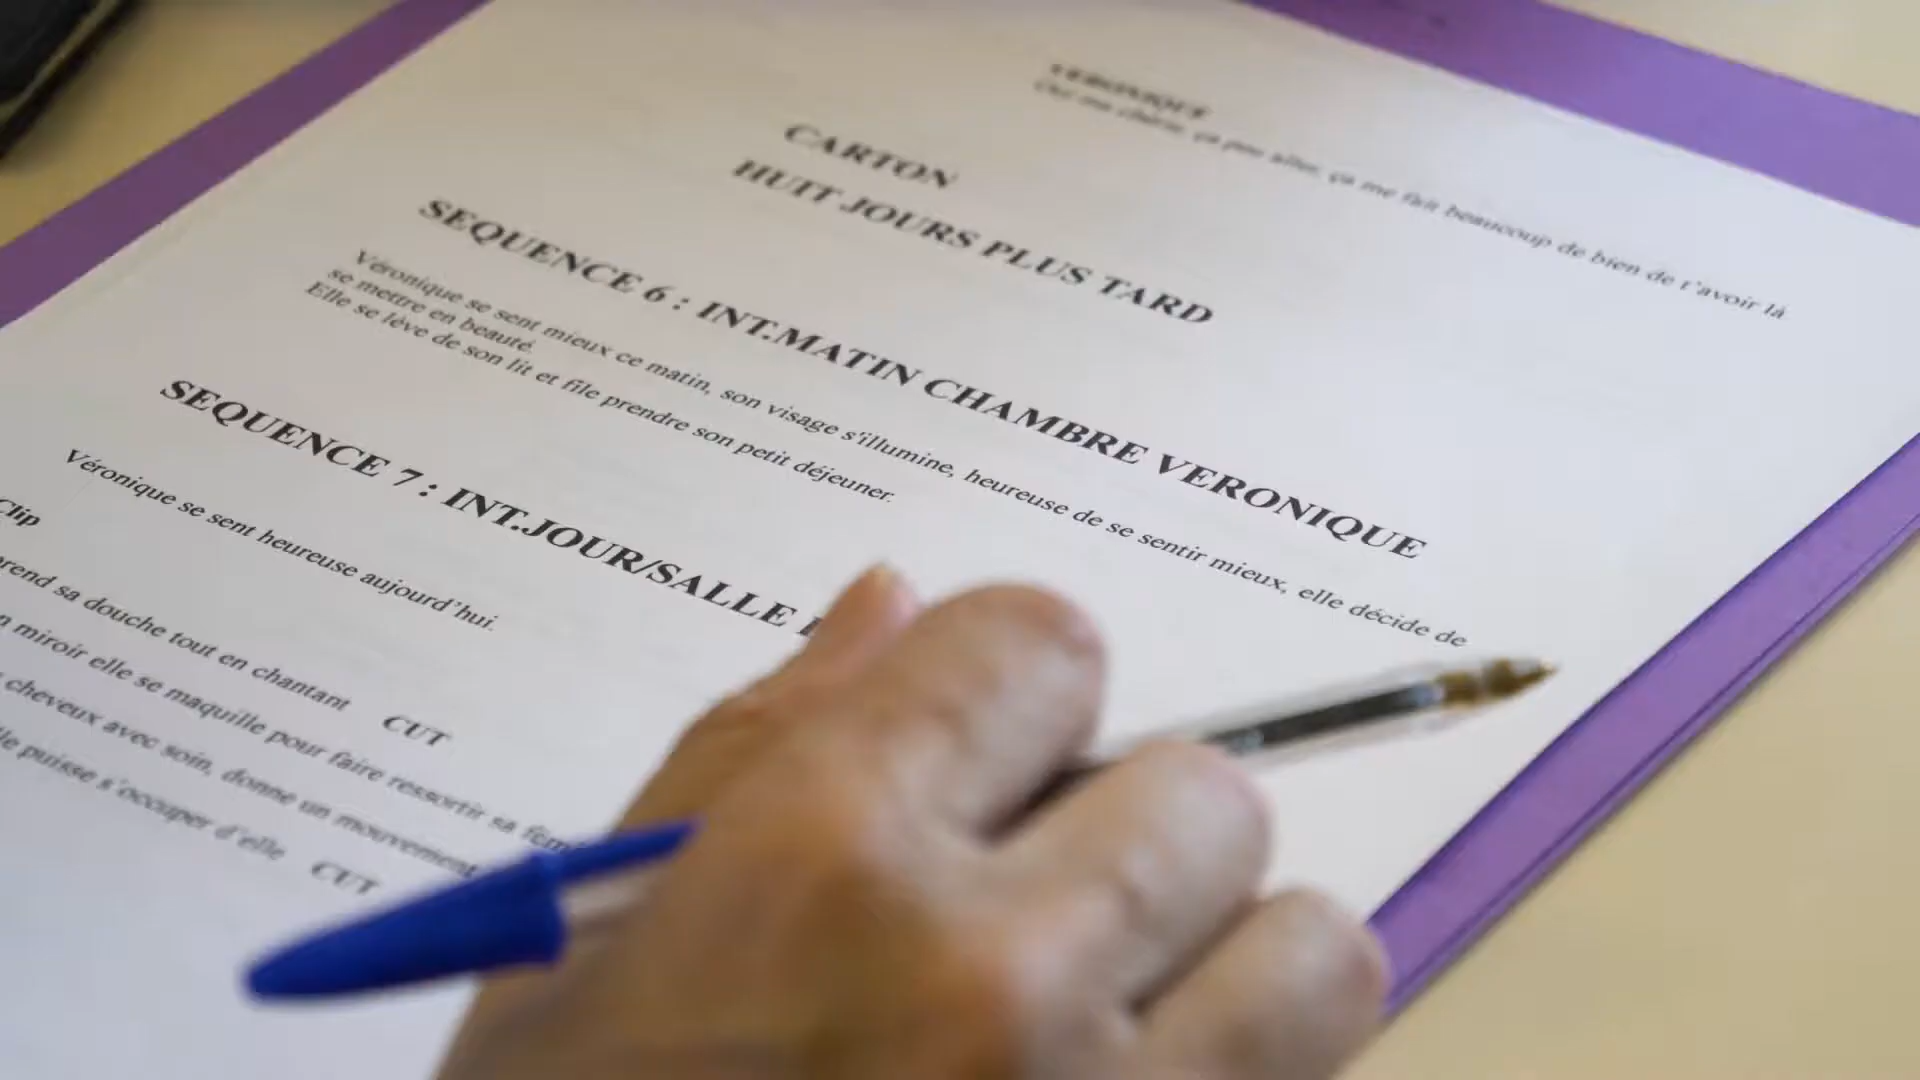 VERONIQUE
Oui ma chérie, ça peu aller, ça me fait beaucoup de bien de t'avoir là
CARTON
HUIT JOURS PLUS TARD
SEQUENCE 6 : INT.MATIN CHAMBRE VERONIQUE
Véronique se sent mieux ce matin, son visage s'illumine, heureuse de se sentir mieux, elle décide de
se mettre en beauté.
Elle se lève de son lit et file prendre son petit déjeuner.
SEQUENCE 7 : INT.JOUR/SALLE
Véronique se sent heureuse aujourd'hui.
Clip
sa douche tout en chantant CUT
miroir elle se maquille pour faire ressortir sa
cheveux avec soin, donne un mouvement
puisse s'occuper d'elle CUT